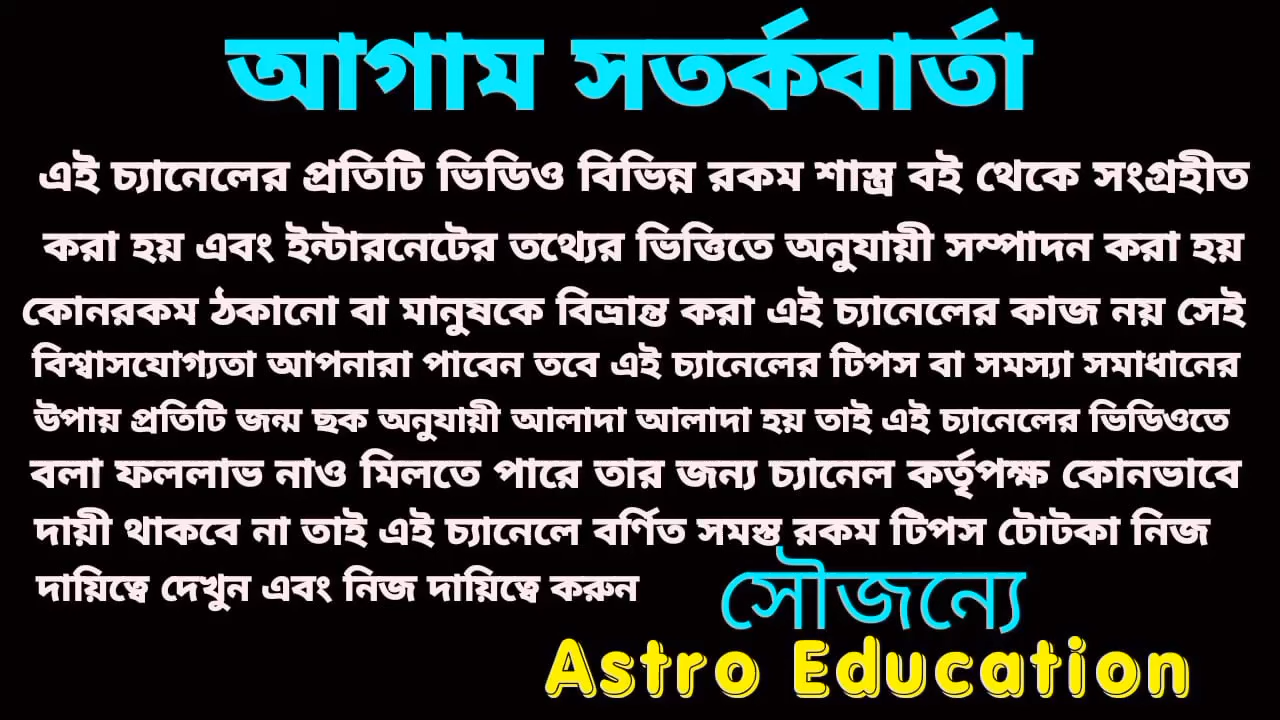 আগাম সতর্কবার্তা
এই চ্যানেলের প্রতিটি ভিডিও বিভিন্ন রকম শাস্ত্র বই থেকে সংগ্রহীত
করা হয় এবং ইন্টারনেটের তথ্যের ভিত্তিতে অনুযায়ী সম্পাদন করা হয়
কোনরকম ঠকানো বা মানুষকে বিভ্রান্ত করা এই চ্যানেলের কাজ নয় সেই
বিশ্বাসযোগ্যতা আপনারা পাবেন তবে এই চ্যানেলের টিপস বা সমস্যা সমাধানের
উপায় প্রতিটি জন্ম ছক অনুযায়ী আলাদা আলাদা হয় তাই এই চ্যানেলের ভিডিওতে
বলা ফললাভ নাও মিলতে পারে তার জন্য চ্যানেল কর্তৃপক্ষ কোনভাবে
দায়ী থাকবে না তাই এই চ্যানেলে বর্ণিত সমস্ত রকম টিপস টোটকা নিজ
দায়িত্বে দেখুন এবং নিজ দায়িত্বে করুন
সৌজন্যে
Astro Education